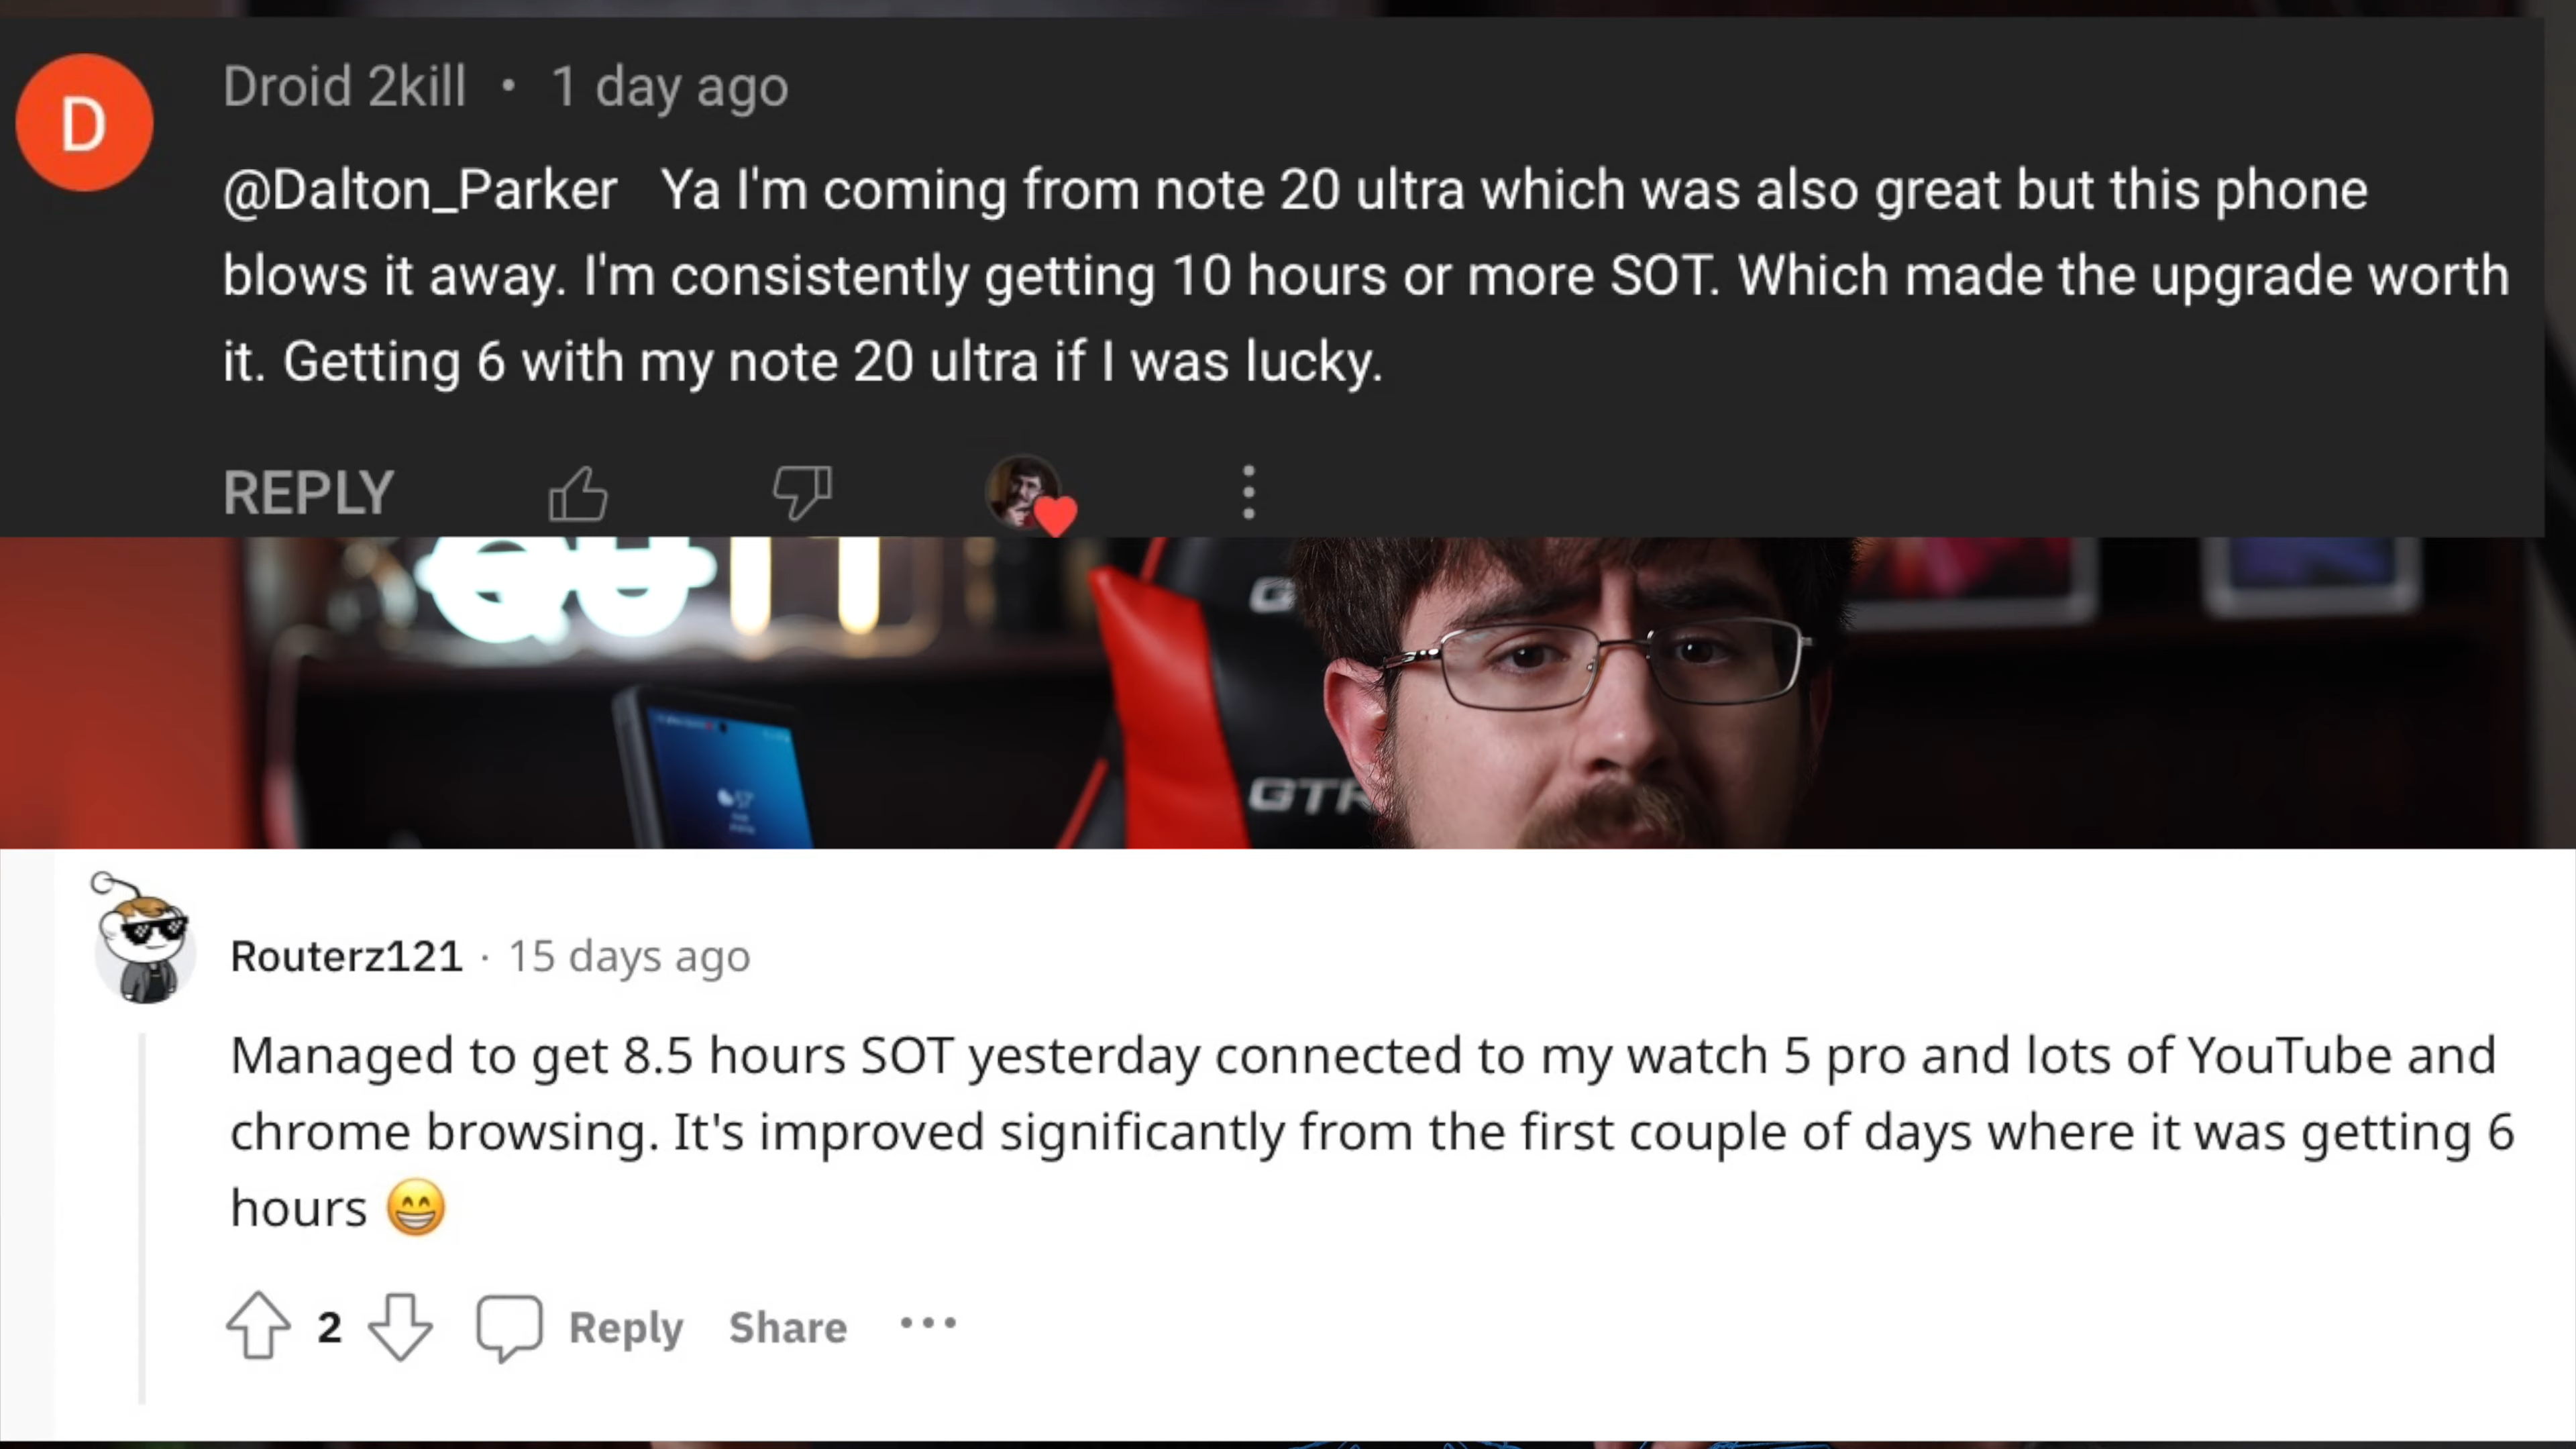 D
Droid 2kill • 1 day ago
@Dalton_Parker Ya I'm coming from note 20 ultra which was also great but this phone
blows it away. I'm consistently getting 10 hours or more SOT. Which made the upgrade worth
it. Getting 6 with my note 20 ultra if I was lucky.
REPLY
GTR
Routerz121 · 15 days ago
Managed to get 8.5 hours SOT yesterday connected to my watch 5 pro and lots of YouTube and
chrome browsing. It's improved significantly from the first couple of days where it was getting 6
hours 😁
2 Reply Share